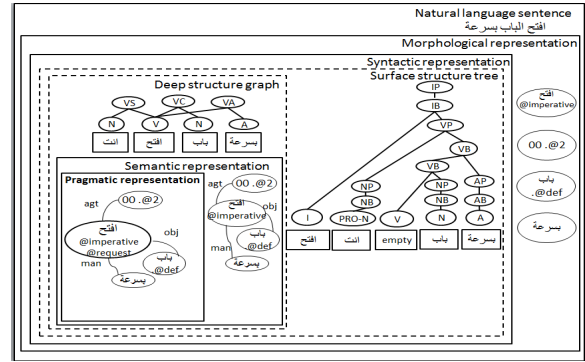 Natural language sentence
افتح الباب بسرعة
Morphological representation
Syntactic representation
Surface structure tree
Deep structure graph
VS VC VA
N V N A
انت افتح باب بسرعة
Semantic representation
agt 00 .@2
افتح
@imperative
obj
باب
.@def
man
بسرعة
Pragmatic representation
agt 00 .@2
افتح
@imperative
@request
obj
باب
.@def
man
بسرعة
IP
IB
VP
VB
VB AP
NP NP
NB NB AB
I PRO-N V N A
افتح انت empty باب بسرعة
افتح
@imperative
00 .@2
باب
.@def
بسرعة